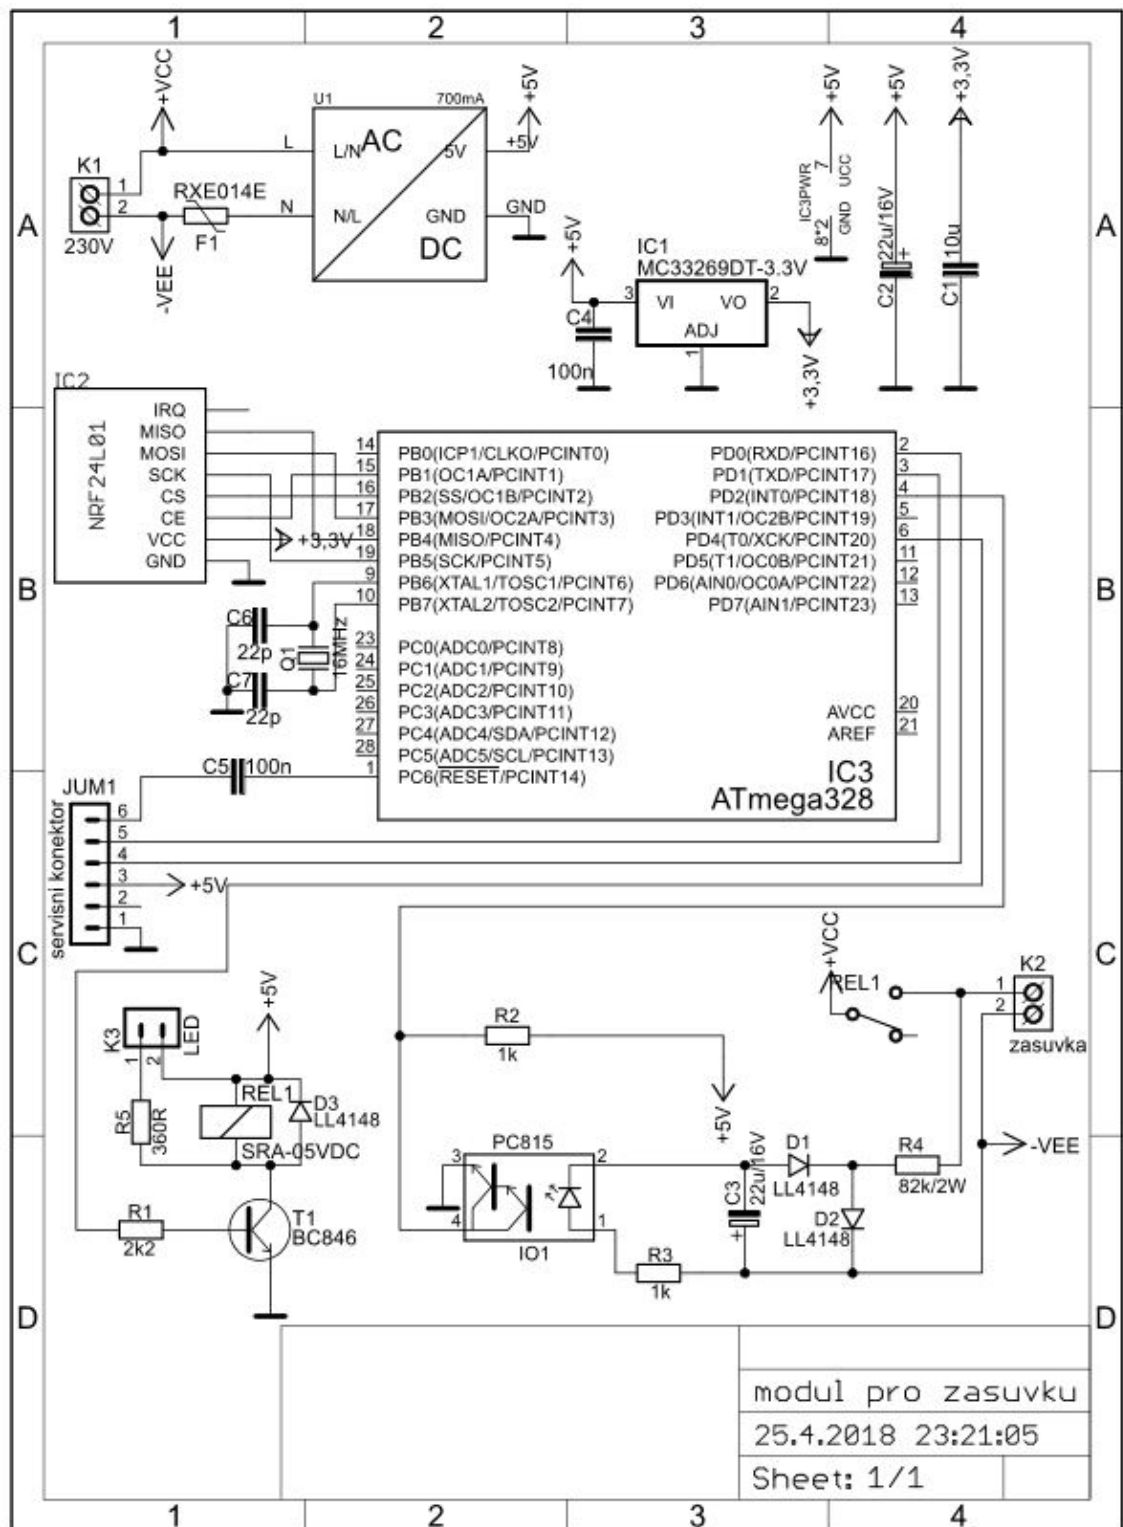 1 2 3 4
A
+VCC
K1
1
2
230V
-VEE
RXE014E
F1
L
N
U1 700mA
L/N AC 5V
N/L GND
DC
+5V
+5V
GND
+5V
C4
100n
IC1
MC33269DT-3.3V
3 VI VO 2
ADJ
1
+3,3V
+5V
IC3PWR
7 UCC
8*2 GND
+5V
C2 22u/16V
+
+3,3V
C1 10u
A
B
IC2
NRF24L01
IRQ
MISO
MOSI
SCK
CS
CE
VCC
GND
+3,3V
14 PB0(ICP1/CLKO/PCINT0)
15 PB1(OC1A/PCINT1)
16 PB2(SS/OC1B/PCINT2)
17 PB3(MOSI/OC2A/PCINT3)
18 PB4(MISO/PCINT4)
19 PB5(SCK/PCINT5)
9 PB6(XTAL1/TOSC1/PCINT6)
10 PB7(XTAL2/TOSC2/PCINT7)
23 PC0(ADC0/PCINT8)
24 PC1(ADC1/PCINT9)
25 PC2(ADC2/PCINT10)
26 PC3(ADC3/PCINT11)
27 PC4(ADC4/SDA/PCINT12)
28 PC5(ADC5/SCL/PCINT13)
1 PC6(RESET/PCINT14)
PD0(RXD/PCINT16) 2
PD1(TXD/PCINT17) 3
PD2(INT0/PCINT18) 4
PD3(INT1/OC2B/PCINT19) 5
PD4(T0/XCK/PCINT20) 6
PD5(T1/OC0B/PCINT21) 11
PD6(AIN0/OC0A/PCINT22) 12
PD7(AIN1/PCINT23) 13
AVCC 20
AREF 21
IC3
ATmega328
C6
22p
C7
22p
Q1
16MHz
B
C5 100n
C
JUM1
servisni konektor
6
5
4
3
2
1
+5V
K3
1
2
LED
+5V
R5
360R
REL1
SRA-05VDC
D3
LL4148
R1
2k2
T1
BC846
R2
1k
+5V
PC815
3
4
2
1
IO1
R3
1k
C3
22u/16V
+
D1
LL4148
D2
LL4148
R4
82k/2W
-VEE
+VCC
REL1
K2
1
2
zasuvka
C
D
D
modul pro zasuvku
25.4.2018 23:21:05
Sheet: 1/1
1 2 3 4